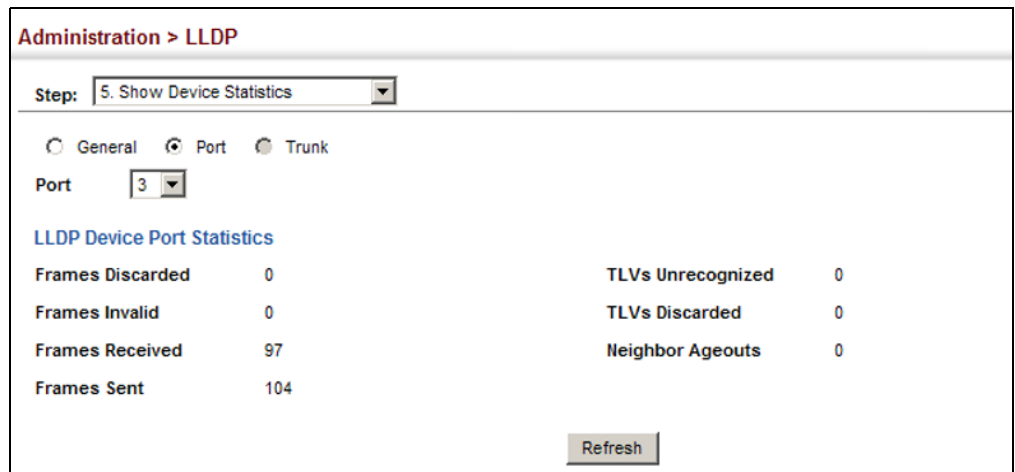 Administration > LLDP
Step: 5. Show Device Statistics
General Port Trunk
Port 3
LLDP Device Port Statistics
Frames Discarded 0 TLVs Unrecognized 0
Frames Invalid 0 TLVs Discarded 0
Frames Received 97 Neighbor Ageouts 0
Frames Sent 104
Refresh